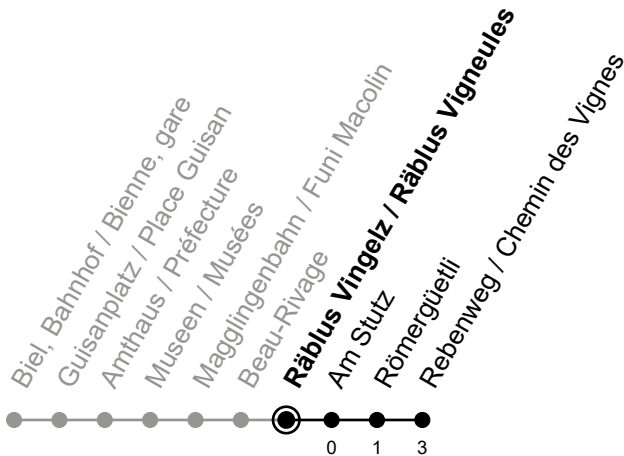 Biel, Bahnhof / Bienne, gare
Guisanplatz / Place Guisan
Amthaus / Préfecture
Museen / Musées
Magglingenbahn / Funi Macolin
Beau-Rivage
Räblus Vingelz / Räblus Vigneules
Am Stutz
Römergüetli
Rebenweg / Chemin des Vignes
0
1
3